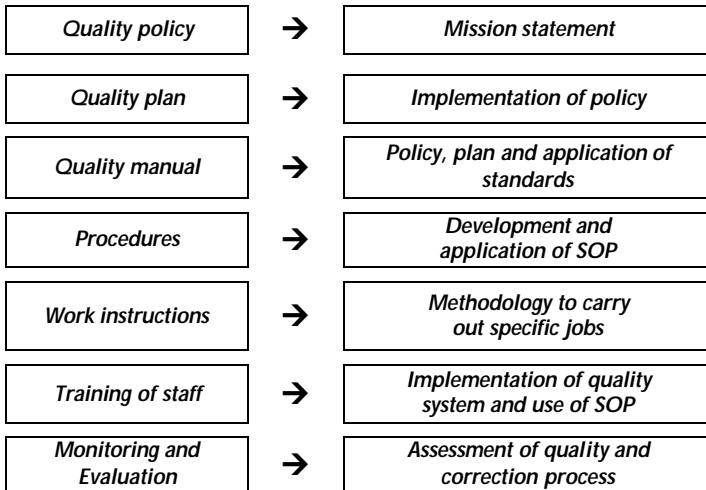 Quality policy → Mission statement
Quality plan → Implementation of policy
Quality manual → Policy, plan and application of
standards
Procedures → Development and
application of SOP
Work instructions → Methodology to carry
out specific jobs
Training of staff → Implementation of quality
system and use of SOP
Monitoring and
Evaluation → Assessment of quality and
correction process